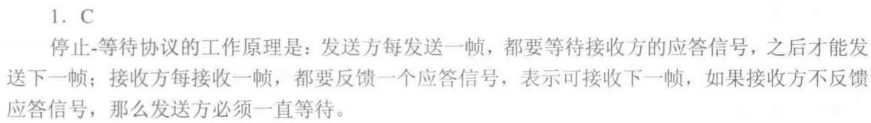 1. C
停止-等待协议的工作原理是：发送方每发送一帧，都要等待接收方的应答信号，之后才能发
送下一帧；接收方每接收一帧，都要反馈一个应答信号，表示可接收下一帧，如果接收方不反馈
应答信号，那么发送方必须一直等待。